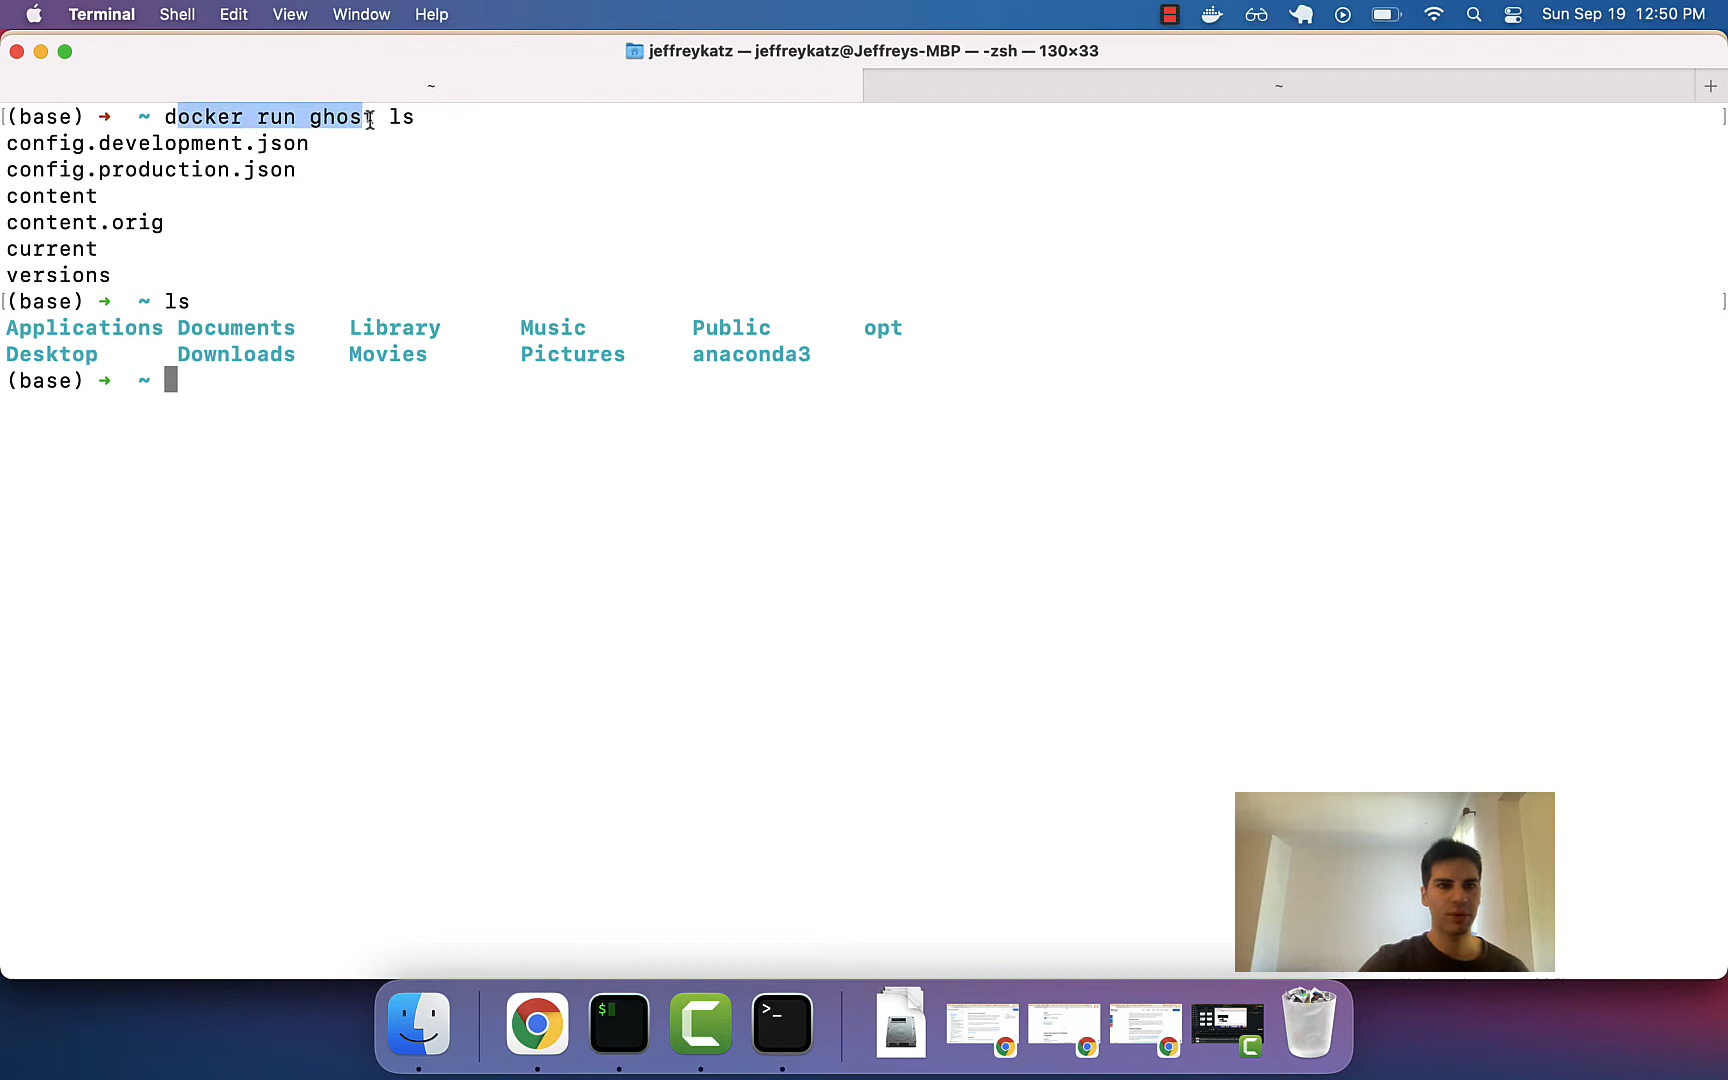 Terminal Shell Edit View Window Help Sun Sep 19 12:50 PM
jeffreykatz — jeffreykatz@Jeffreys-MBP — -zsh — 130×33
~ ~ +
(base) ➜ ~ docker run ghost ls
config.development.json
config.production.json
content
content.orig
current
versions
(base) ➜ ~ ls
Applications Documents Library Music Public opt
Desktop Downloads Movies Pictures anaconda3
(base) ➜ ~
$
>_